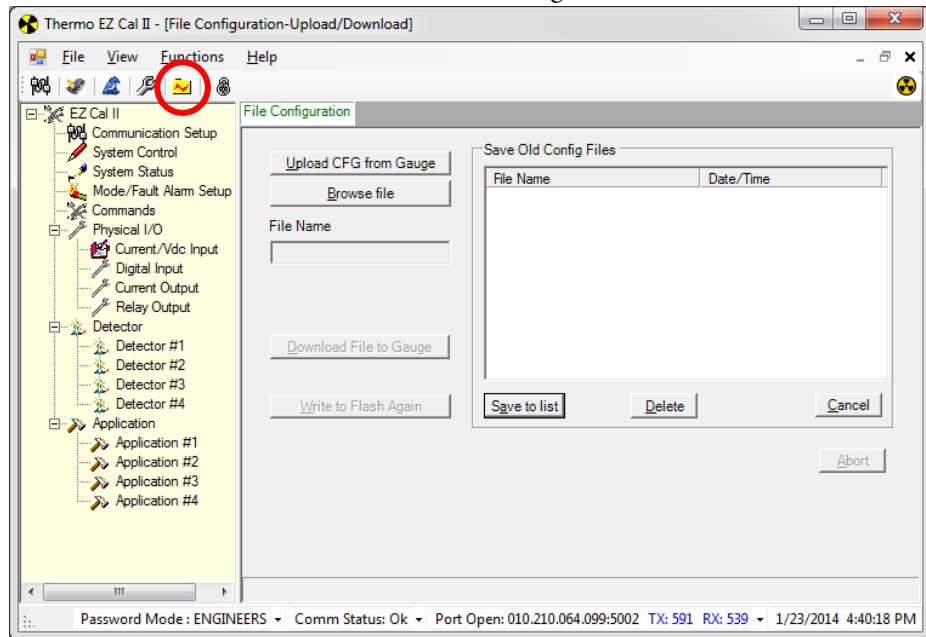 Thermo EZ Cal II - [File Configuration-Upload/Download]
File View Functions Help
EZ Cal II
Communication Setup
System Control
System Status
Mode/Fault Alarm Setup
Commands
Physical I/O
Current/Vdc Input
Digital Input
Current Output
Relay Output
Detector
Detector #1
Detector #2
Detector #3
Detector #4
Application
Application #1
Application #2
Application #3
Application #4
File Configuration
Upload CFG from Gauge
Browse file
File Name
Download File to Gauge
Write to Flash Again
Save Old Config Files
File Name Date/Time
Save to list Delete Cancel
Abort
Password Mode : ENGINEERS Comm Status: Ok Port Open: 010.210.064.099:5002 TX: 591 RX: 539 1/23/2014 4:40:18 PM